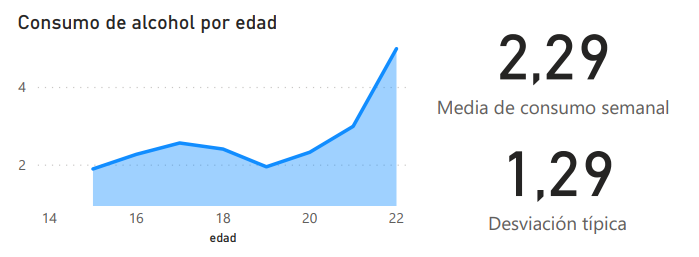 Consumo de alcohol por edad
4
2
14 16 18 20 22
edad
2,29
Media de consumo semanal
1,29
Desviación típica